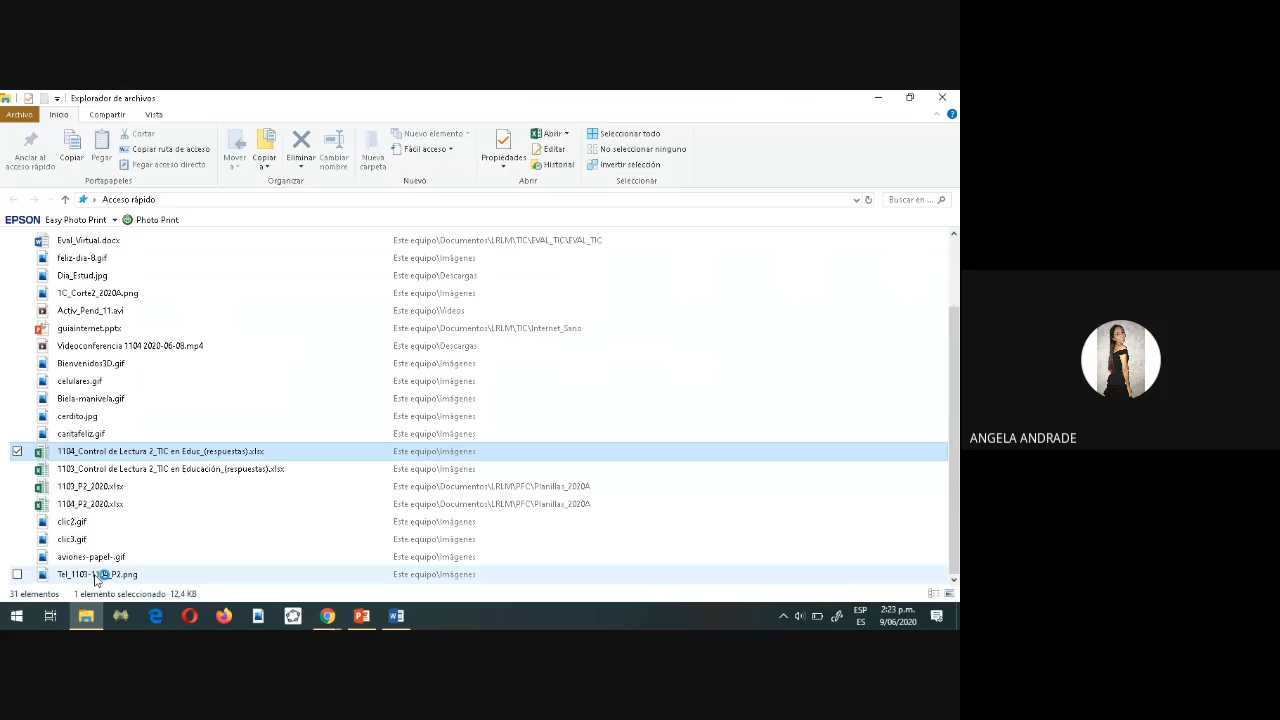 Explorador de archivos
Archivo Inicio Compartir Vista
Anclar al acceso rápido
Copiar
Pegar
Cortar
Copiar ruta de acceso
Pegar acceso directo
Portapapeles
Mover a
Copiar a
Eliminar
Cambiar nombre
Organizar
Nueva carpeta
Nuevo elemento
Fácil acceso
Nuevo
Propiedades
Abrir
Editar
Historial
Abrir
Seleccionar todo
No seleccionar ninguno
Invertir selección
Seleccionar
Acceso rápido
Buscar en ...
EPSON Easy Photo Print Photo Print
Eval_Virtual.docx Este equipo\Documentos\LRLM\TIC\EVAL_TIC\EVAL_TIC
feliz-dia-8.gif Este equipo\Imágenes
Dia_Estud.jpg Este equipo\Descargas
1C_Corte2_2020A.png Este equipo\Imágenes
Activ_Pend_11.avi Este equipo\Videos
guiainternet.pptx Este equipo\Documentos\LRLM\TIC\Internet_Sano
Videoconferencia 1104 2020-06-08.mp4 Este equipo\Descargas
Bienvenidos3D.gif Este equipo\Imágenes
celulares.gif Este equipo\Imágenes
Biela-manivela.gif Este equipo\Imágenes
cerdito.jpg Este equipo\Imágenes
caritafeliz.gif Este equipo\Imágenes
1104_Control de Lectura 2_TIC en Educ_(respuestas).xlsx Este equipo\Imágenes
1103_Control de Lectura 2_TIC en Educación_(respuestas).xlsx Este equipo\Imágenes
1103_P2_2020.xlsx Este equipo\Documentos\LRLM\PFC\Planillas_2020A
1104_P2_2020.xlsx Este equipo\Documentos\LRLM\PFC\Planillas_2020A
clic2.gif Este equipo\Imágenes
clic3.gif Este equipo\Imágenes
aviones-papel-.gif Este equipo\Imágenes
Este equipo\Imágenes
31 elementos 1 elemento seleccionado 12,4 KB
ESP
ES
2:23 p.m.
9/06/2020
ANGELA ANDRADE